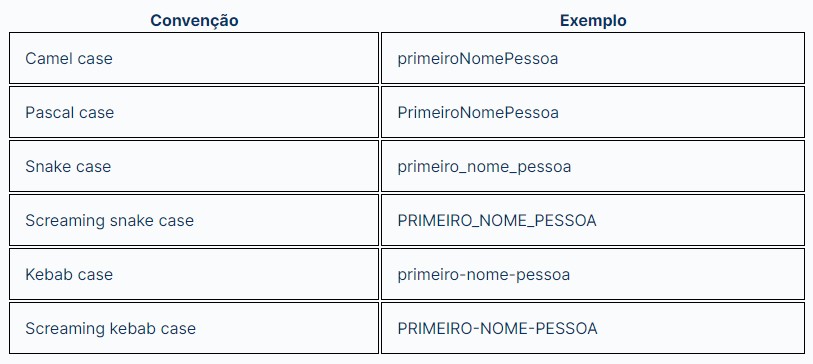 Convenção Exemplo
Camel case primeiroNomePessoa
Pascal case PrimeiroNomePessoa
Snake case primeiro_nome_pessoa
Screaming snake case PRIMEIRO_NOME_PESSOA
Kebab case primeiro-nome-pessoa
Screaming kebab case PRIMEIRO-NOME-PESSOA